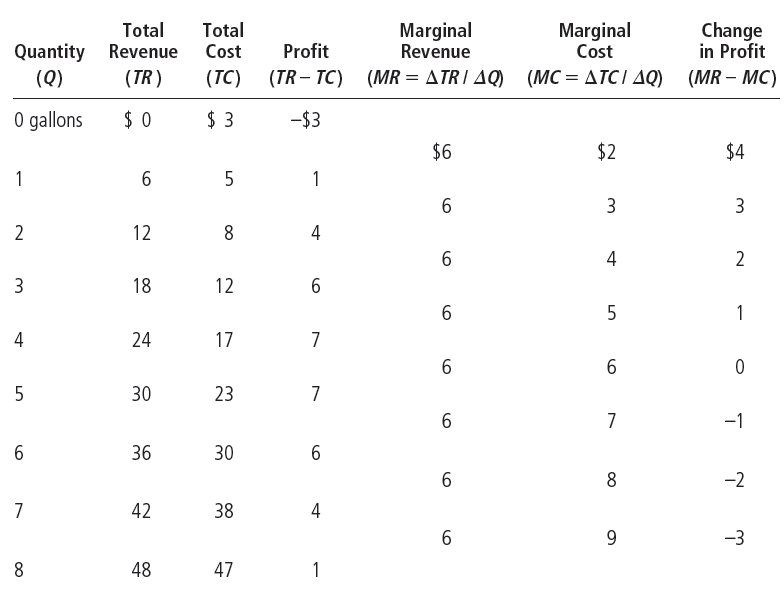 Total Total Marginal Marginal Change
Quantity Revenue Cost Profit Revenue Cost in Profit
(Q) (TR) (TC) (TR – TC) (MR = ΔTR / ΔQ) (MC = ΔTC / ΔQ) (MR – MC)
0 gallons $ 0 $ 3 –$3
$6 $2 $4
1 6 5 1
6 3 3
2 12 8 4
6 4 2
3 18 12 6
6 5 1
4 24 17 7
6 6 0
5 30 23 7
6 7 –1
6 36 30 6
6 8 –2
7 42 38 4
6 9 –3
8 48 47 1